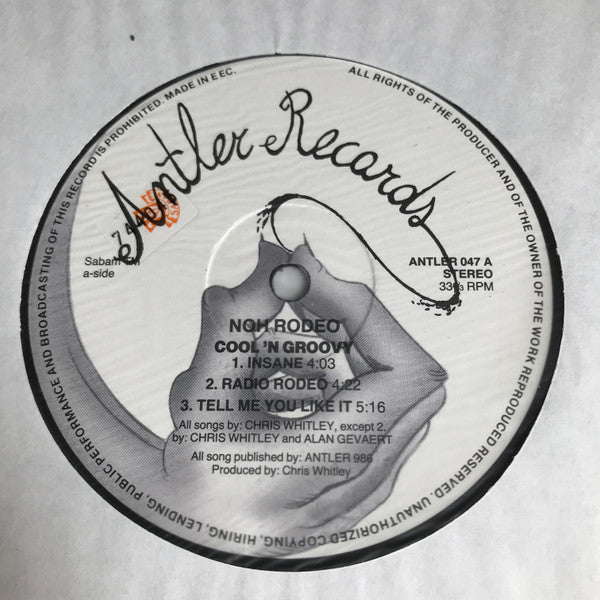 Antler Records
UNAUTHORIZED COPYING, HIRING, LENDING, PUBLIC PERFORMANCE AND BROADCASTING OF THIS RECORD IS PROHIBITED. MADE IN EEC.
ALL RIGHTS OF THE PRODUCER AND OF THE OWNER OF THE WORK REPRODUCED RESERVED.
Sabam
a-side
ANTLER 047 A
STEREO
33⅓ RPM
NOH RODEO
COOL 'N GROOVY
1. INSANE 4:03
2. RADIO RODEO 4:22
3. TELL ME YOU LIKE IT 5:16
All songs by: CHRIS WHITLEY, except 2.
by: CHRIS WHITLEY and ALAN GEVAERT
All song published by: ANTLER 986
Produced by: Chris Whitley